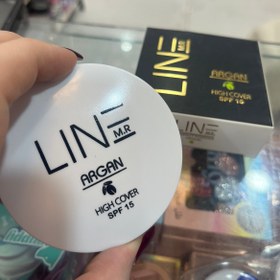 LINE
M.R
ARGAN
HIGH COVER
SPF 15
LINE
M.R
ARGAN
HIGH COVER
SPF 15